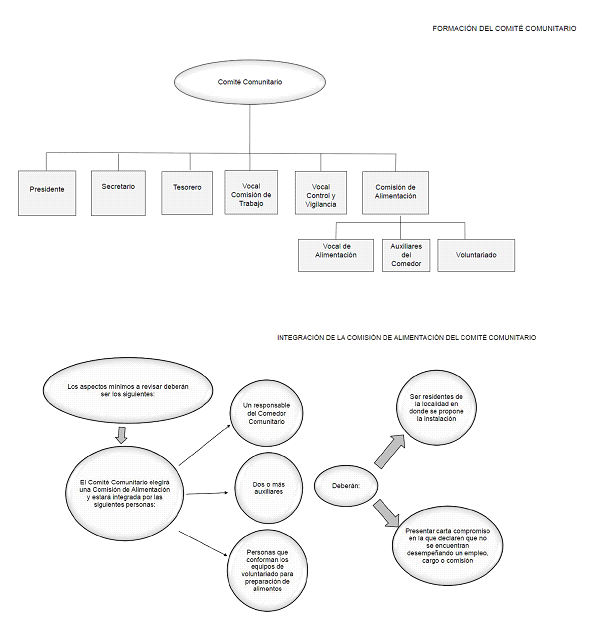 FORMACIÓN DEL COMITÉ COMUNITARIO
Comité Comunitario
Presidente
Secretario
Tesorero
Vocal
Comisión de
Trabajo
Vocal
Control y
Vigilancia
Comisión de
Alimentación
Vocal de
Alimentación
Auxiliares
del
Comedor
Voluntariado
INTEGRACIÓN DE LA COMISIÓN DE ALIMENTACIÓN DEL COMITÉ COMUNITARIO
Los aspectos mínimos a revisar deberán
ser los siguientes:
El Comité Comunitario elegirá
una Comisión de Alimentación
y estará integrada por las
siguientes personas:
Un responsable
del Comedor
Comunitario
Dos o más
auxiliares
Personas que
conforman los
equipos de
voluntariado para
preparación de
alimentos
Deberán:
Ser residentes de
la localidad en
donde se propone
la instalación
Presentar carta compromiso
en la que declaren que no
se encuentran
desempeñando un empleo,
cargo o comisión